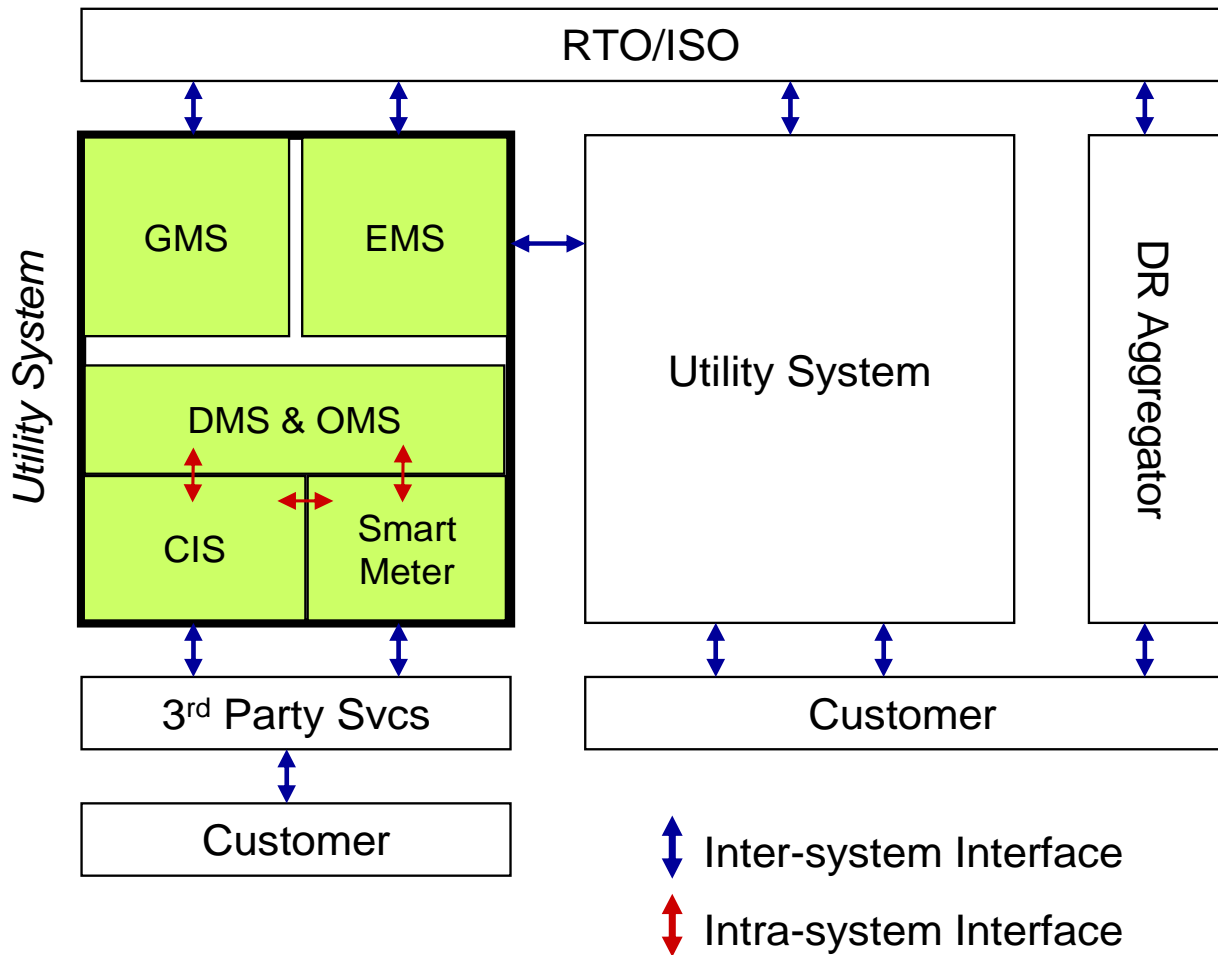 RTO/ISO
Utility System
GMS
EMS
DMS & OMS
CIS
Smart
Meter
Utility System
DR Aggregator
3rd Party Svcs
Customer
Customer
Inter-system Interface
Intra-system Interface